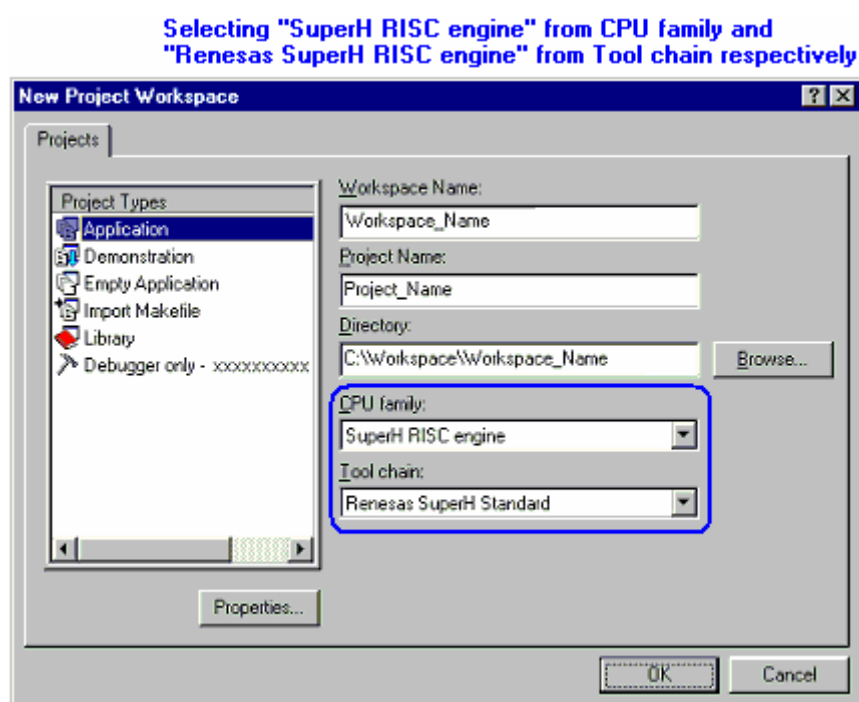 Selecting "SuperH RISC engine" from CPU family and
"Renesas SuperH RISC engine" from Tool chain respectively
New Project Workspace
Projects
Project Types
Application
Demonstration
Empty Application
Import Makefile
Library
Debugger only - xxxxxxxxxx
Properties...
Workspace Name:
Workspace_Name
Project Name:
Project_Name
Directory:
C:\Workspace\Workspace_Name
Browse...
CPU family:
SuperH RISC engine
Tool chain:
Renesas SuperH Standard
OK
Cancel